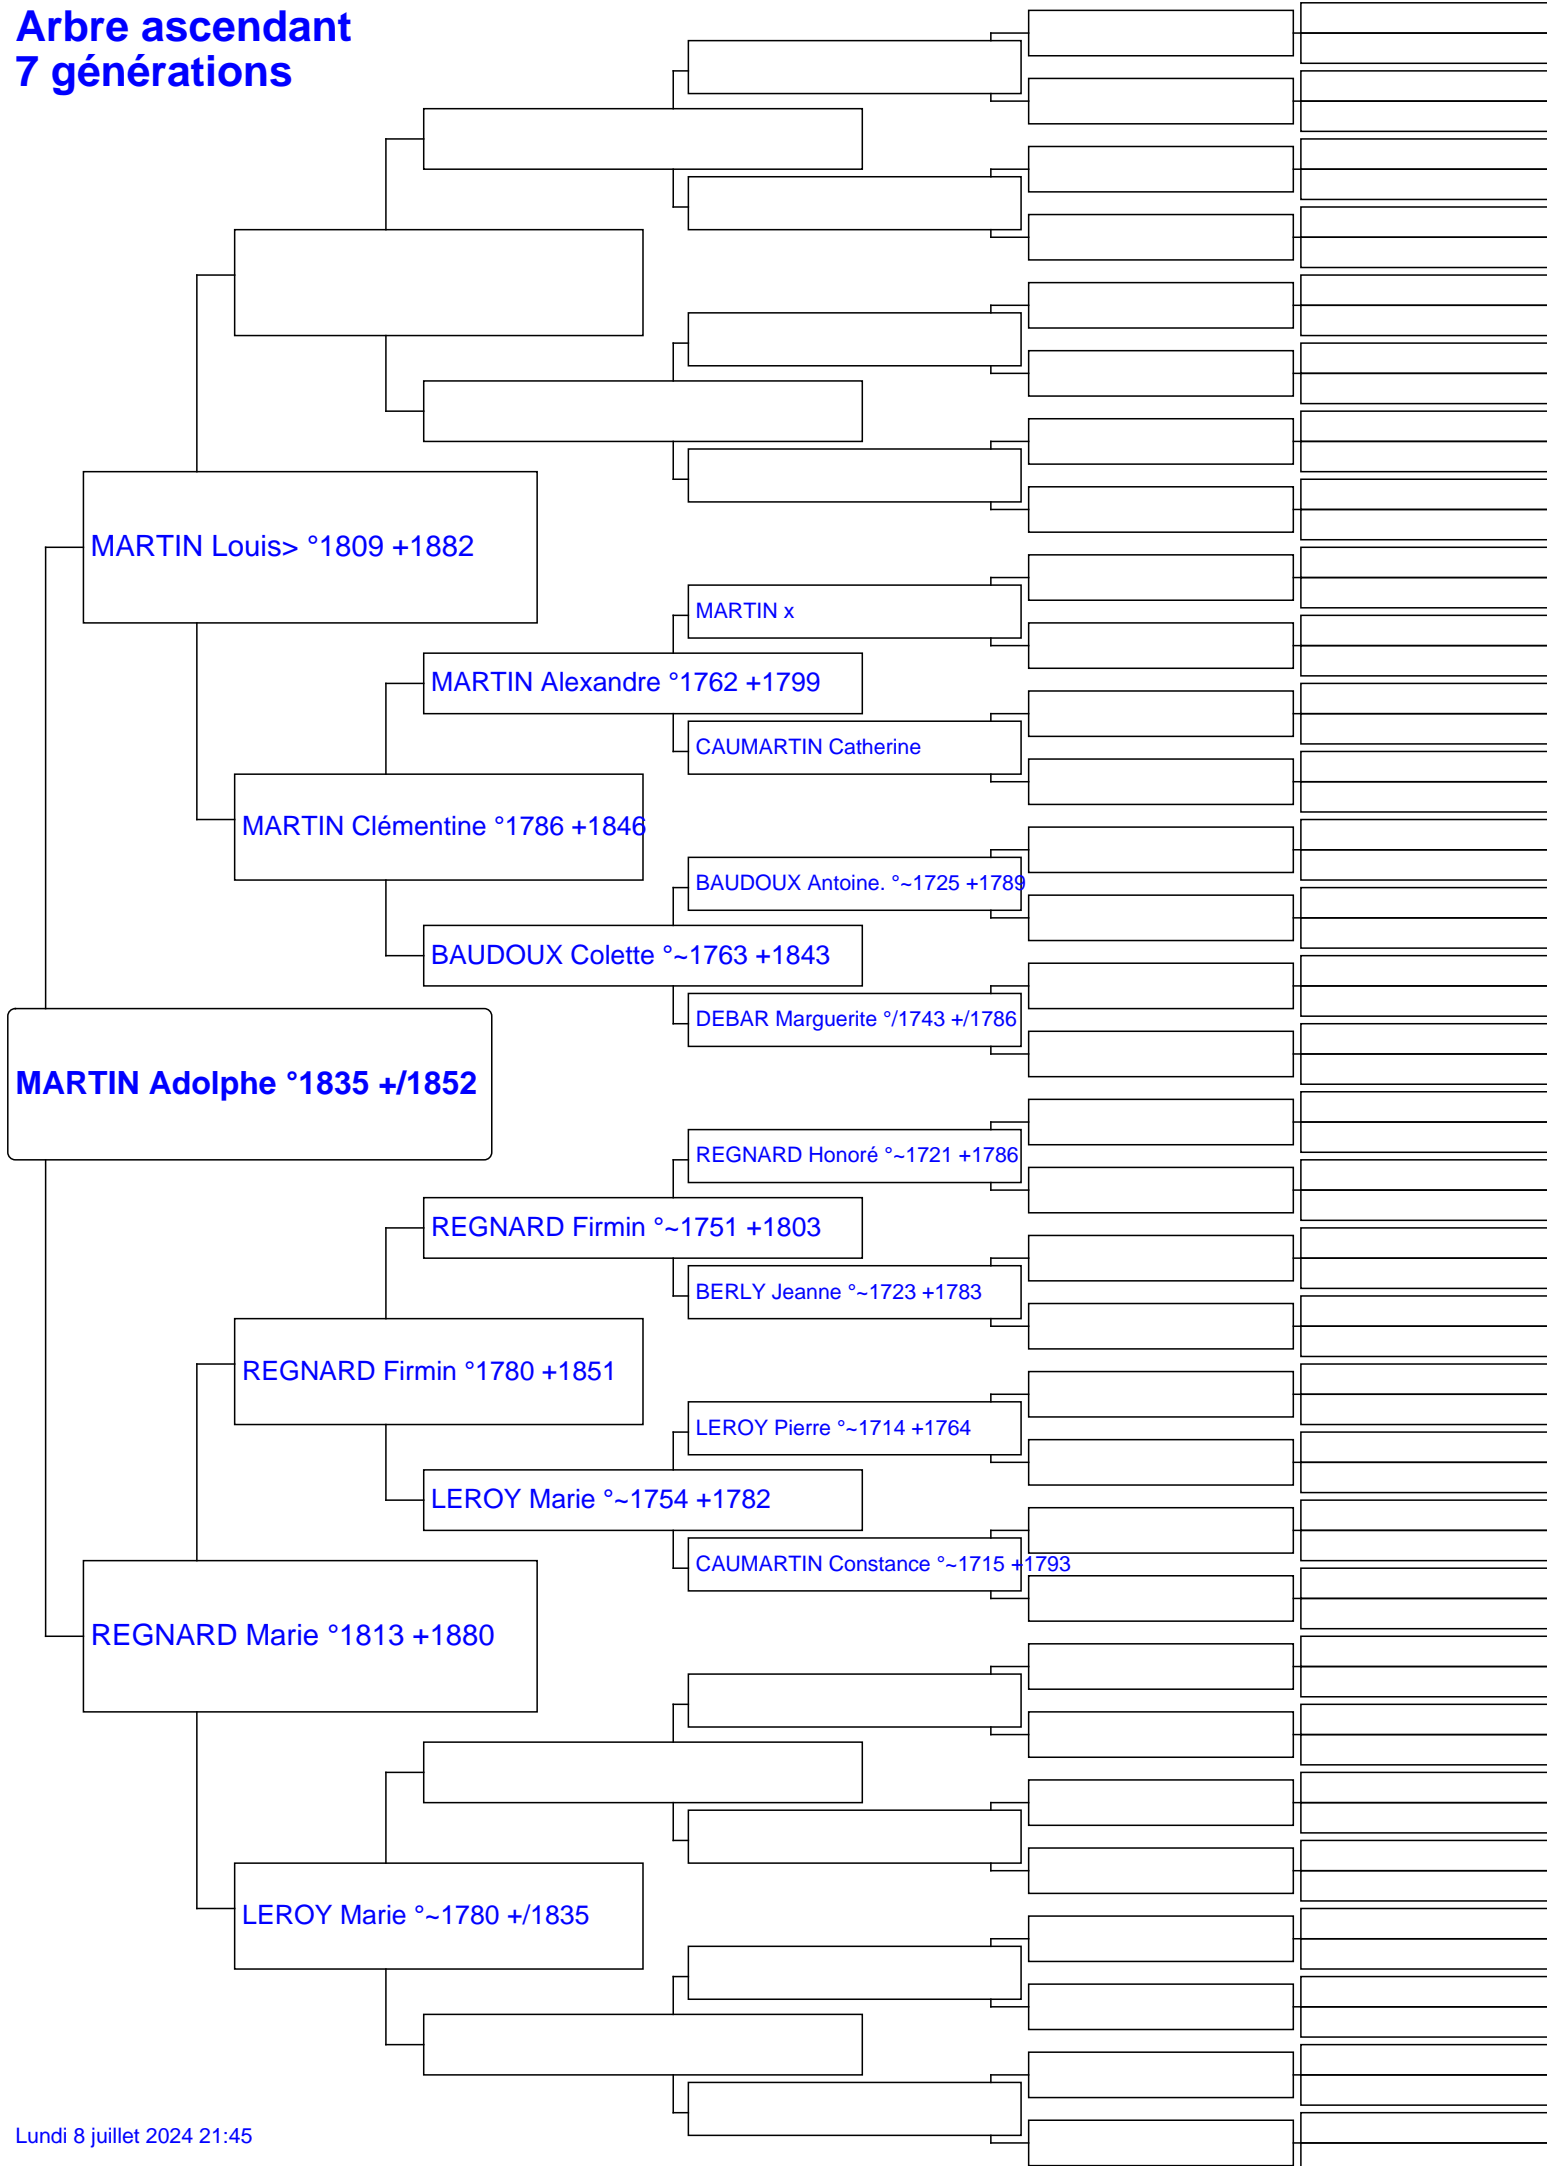 Arbre ascendant
7 générations
MARTIN Louis> °1809 +1882
MARTIN x
MARTIN Alexandre °1762 +1799
CAUMARTIN Catherine
MARTIN Clémentine °1786 +1846
BAUDOUX Antoine. °~1725 +1789
BAUDOUX Colette °~1763 +1843
DEBAR Marguerite °/1743 +/1786
MARTIN Adolphe °1835 +/1852
REGNARD Honoré °~1721 +1786
REGNARD Firmin °~1751 +1803
BERLY Jeanne °~1723 +1783
REGNARD Firmin °1780 +1851
LEROY Pierre °~1714 +1764
LEROY Marie °~1754 +1782
CAUMARTIN Constance °~1715 +1793
REGNARD Marie °1813 +1880
LEROY Marie °~1780 +/1835
Lundi 8 juillet 2024 21:45